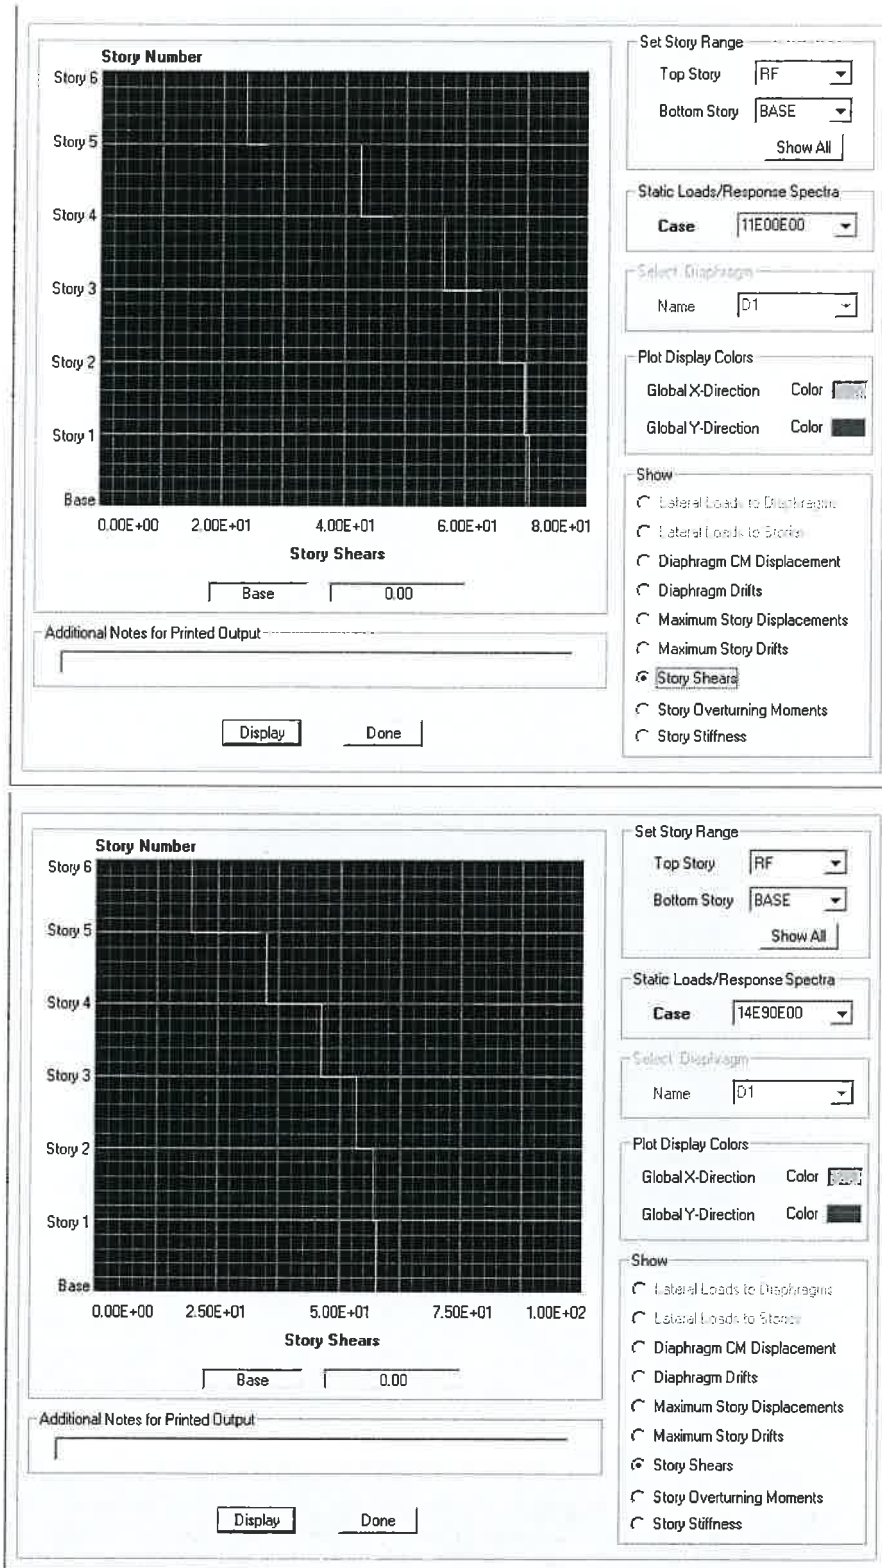 Story Number
Story 6
Story 5
Story 4
Story 3
Story 2
Story 1
Base
0.00E+00 2.00E+01 4.00E+01 6.00E+01 8.00E+01
Story Shears
Base 0.00
Additional Notes for Printed Output
Display Done
Set Story Range
Top Story RF
Bottom Story BASE
Show All
Static Loads/Response Spectra
Case 11E00E00
Select Diaphragm
Name D1
Plot Display Colors
Global X-Direction Color
Global Y-Direction Color
Show
Lateral Loads to Diaphragms
Lateral Loads to Stories
Diaphragm CM Displacement
Diaphragm Drifts
Maximum Story Displacements
Maximum Story Drifts
Story Shears
Story Overturning Moments
Story Stiffness
Story Number
Story 6
Story 5
Story 4
Story 3
Story 2
Story 1
Base
0.00E+00 2.50E+01 5.00E+01 7.50E+01 1.00E+02
Story Shears
Base 0.00
Additional Notes for Printed Output
Display Done
Set Story Range
Top Story RF
Bottom Story BASE
Show All
Static Loads/Response Spectra
Case 14E90E00
Select Diaphragm
Name D1
Plot Display Colors
Global X-Direction Color
Global Y-Direction Color
Show
Lateral Loads to Diaphragms
Lateral Loads to Stories
Diaphragm CM Displacement
Diaphragm Drifts
Maximum Story Displacements
Maximum Story Drifts
Story Shears
Story Overturning Moments
Story Stiffness